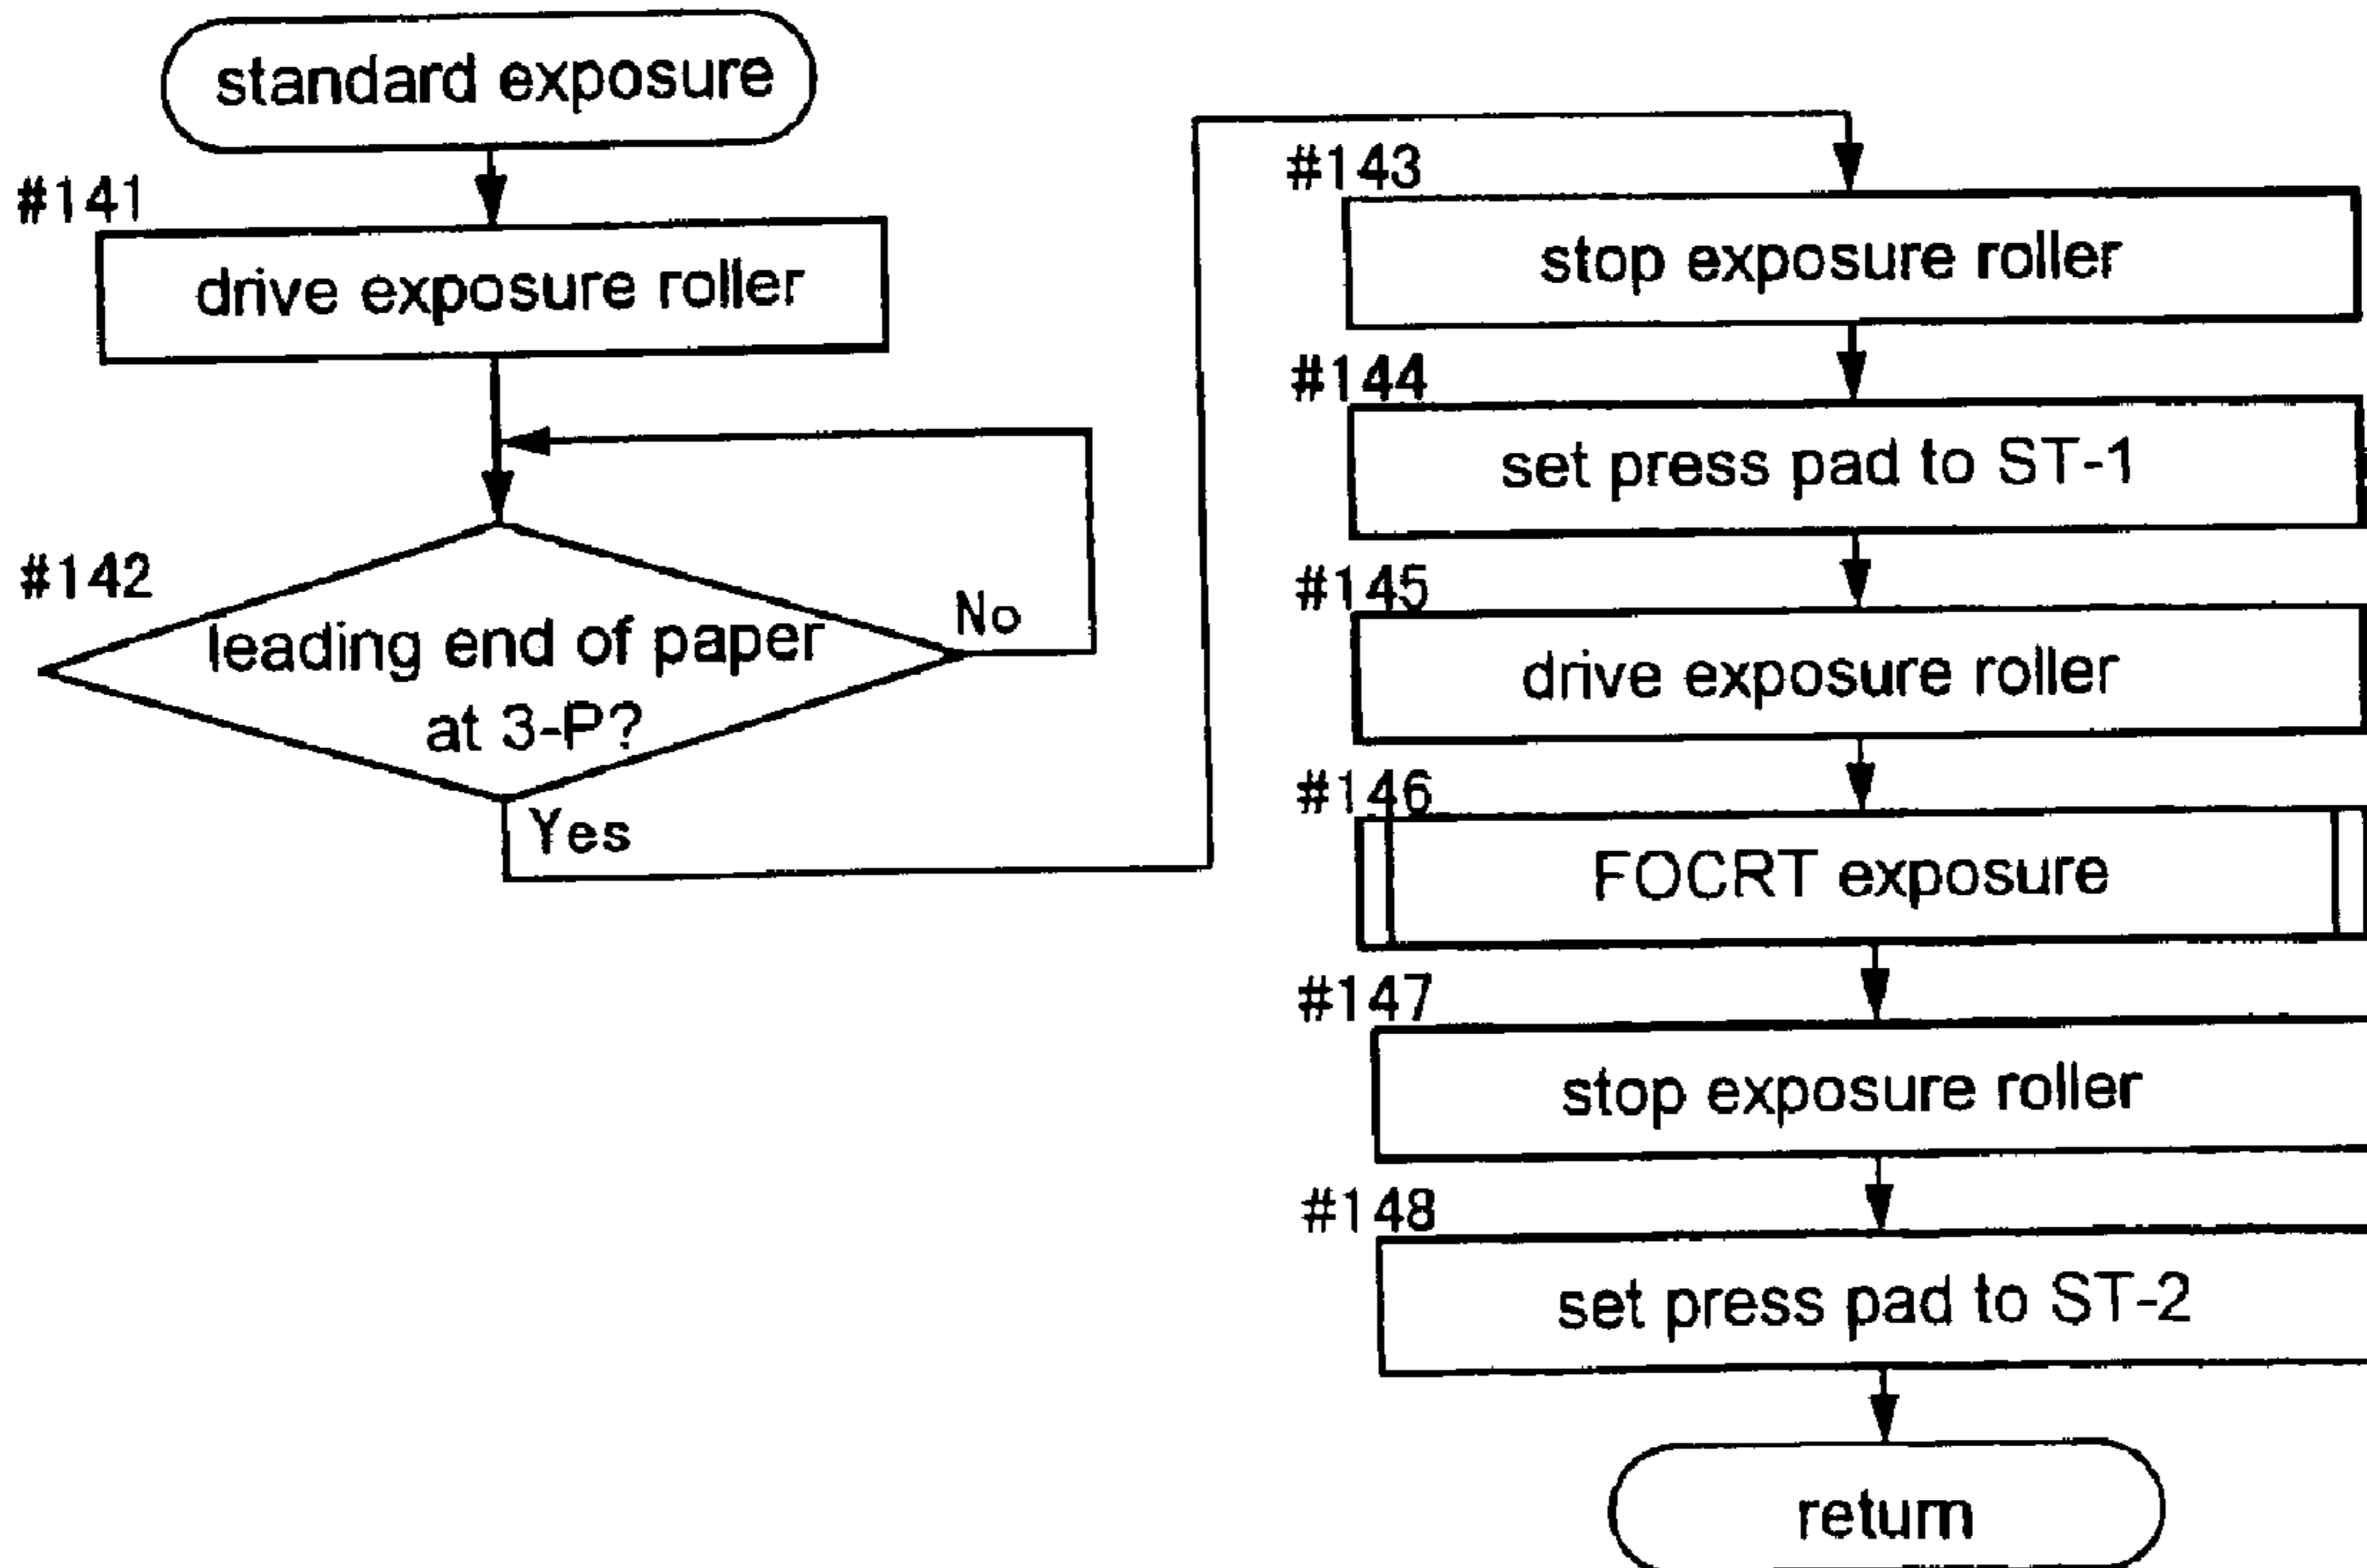 standard exposure
#141
drive exposure roller
#142
leading end of paper
at 3-P?
No
Yes
#143
stop exposure roller
#144
set press pad to ST-1
#145
drive exposure roller
#146
FOCRT exposure
#147
stop exposure roller
#148
set press pad to ST-2
return